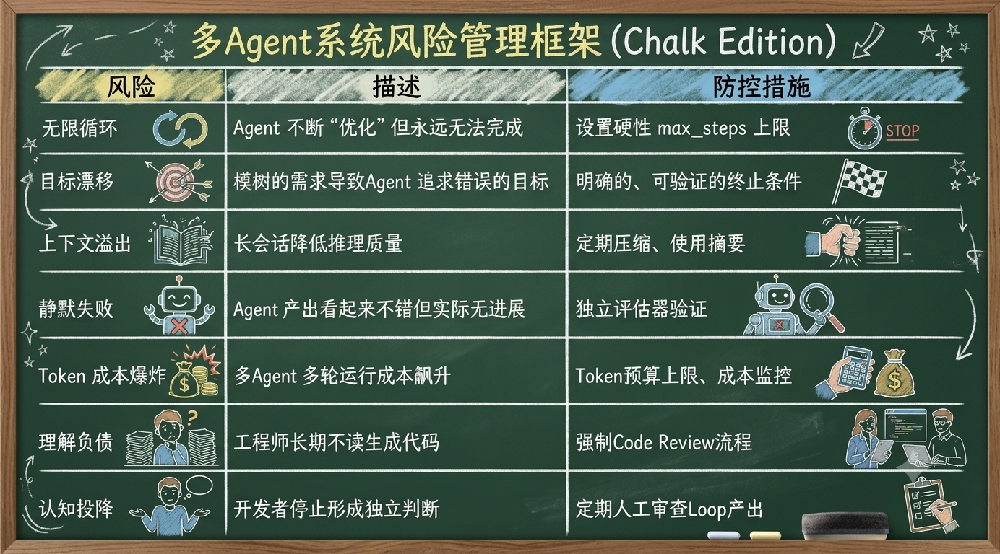 多Agent系统风险管理框架 (Chalk Edition)
风险 描述 防控措施
无限循环 Agent 不断“优化”但永远无法完成 设置硬性 max_steps 上限 STOP
目标漂移 模树的需求导致Agent 追求错误的目标 明确的、可验证的终止条件
上下文溢出 长会话降低推理质量 定期压缩、使用摘要
静默失败 Agent 产出看起来不错但实际无进展 独立评估器验证
Token 成本爆炸 $ 多Agent 多轮运行成本飙升 Token预算上限、成本监控 $
理解负债 ? 工程师长期不读生成代码 强制Code Review流程
认知投降 开发者停止形成独立判断 定期人工审查Loop产出